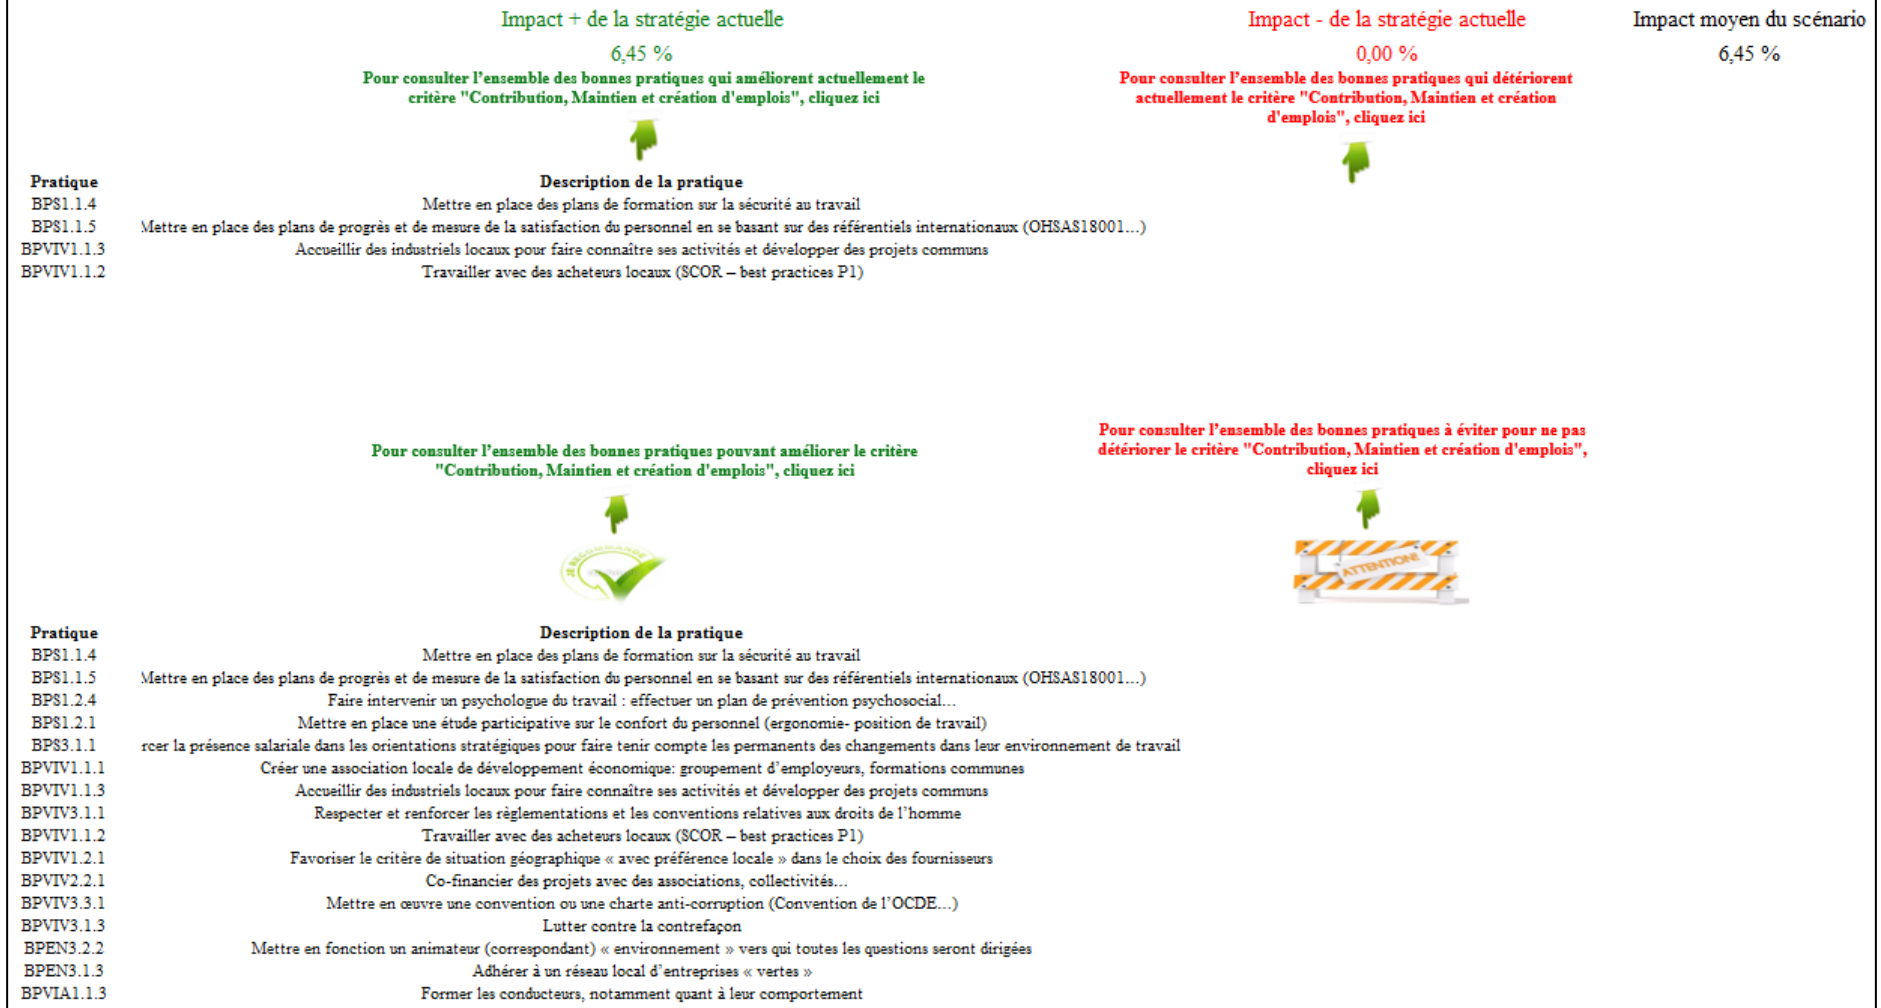 Impact + de la stratégie actuelle
Impact - de la stratégie actuelle
Impact moyen du scénario
6,45 %
0,00 %
6,45 %
Pour consulter l'ensemble des bonnes pratiques qui améliorent actuellement le
critère "Contribution, Maintien et création d'emplois", cliquez ici
Pour consulter l'ensemble des bonnes pratiques qui détériorent
actuellement le critère "Contribution, Maintien et création
d'emplois", cliquez ici
Pratique Description de la pratique
BPS1.1.4 Mettre en place des plans de formation sur la sécurité au travail
BPS1.1.5 Mettre en place des plans de progrès et de mesure de la satisfaction du personnel en se basant sur des référentiels internationaux (OHSAS18001…)
BPVIV1.1.3 Accueillir des industriels locaux pour faire connaître ses activités et développer des projets communs
BPVIV1.1.2 Travailler avec des acheteurs locaux (SCOR – best practices P1)
Pour consulter l'ensemble des bonnes pratiques pouvant améliorer le critère
"Contribution, Maintien et création d'emplois", cliquez ici
Pour consulter l'ensemble des bonnes pratiques à éviter pour ne pas
détériorer le critère "Contribution, Maintien et création d'emplois",
cliquez ici
JE RECOMMANDE
ATTENTION!
Pratique Description de la pratique
BPS1.1.4 Mettre en place des plans de formation sur la sécurité au travail
BPS1.1.5 Mettre en place des plans de progrès et de mesure de la satisfaction du personnel en se basant sur des référentiels internationaux (OHSAS18001…)
BPS1.2.4 Faire intervenir un psychologue du travail : effectuer un plan de prévention psychosocial…
BPS1.2.1 Mettre en place une étude participative sur le confort du personnel (ergonomie- position de travail)
BPS3.1.1 rcer la présence salariale dans les orientations stratégiques pour faire tenir compte les permanents des changements dans leur environnement de travail
BPVIV1.1.1 Créer une association locale de développement économique: groupement d'employeurs, formations communes
BPVIV1.1.3 Accueillir des industriels locaux pour faire connaître ses activités et développer des projets communs
BPVIV3.1.1 Respecter et renforcer les règlementations et les conventions relatives aux droits de l'homme
BPVIV1.1.2 Travailler avec des acheteurs locaux (SCOR – best practices P1)
BPVIV1.2.1 Favoriser le critère de situation géographique « avec préférence locale » dans le choix des fournisseurs
BPVIV2.2.1 Co-financier des projets avec des associations, collectivités…
BPVIV3.3.1 Mettre en œuvre une convention ou une charte anti-corruption (Convention de l'OCDE…)
BPVIV3.1.3 Lutter contre la contrefaçon
BPEN3.2.2 Mettre en fonction un animateur (correspondant) « environnement » vers qui toutes les questions seront dirigées
BPEN3.1.3 Adhérer à un réseau local d'entreprises « vertes »
BPVIA1.1.3 Former les conducteurs, notamment quant à leur comportement